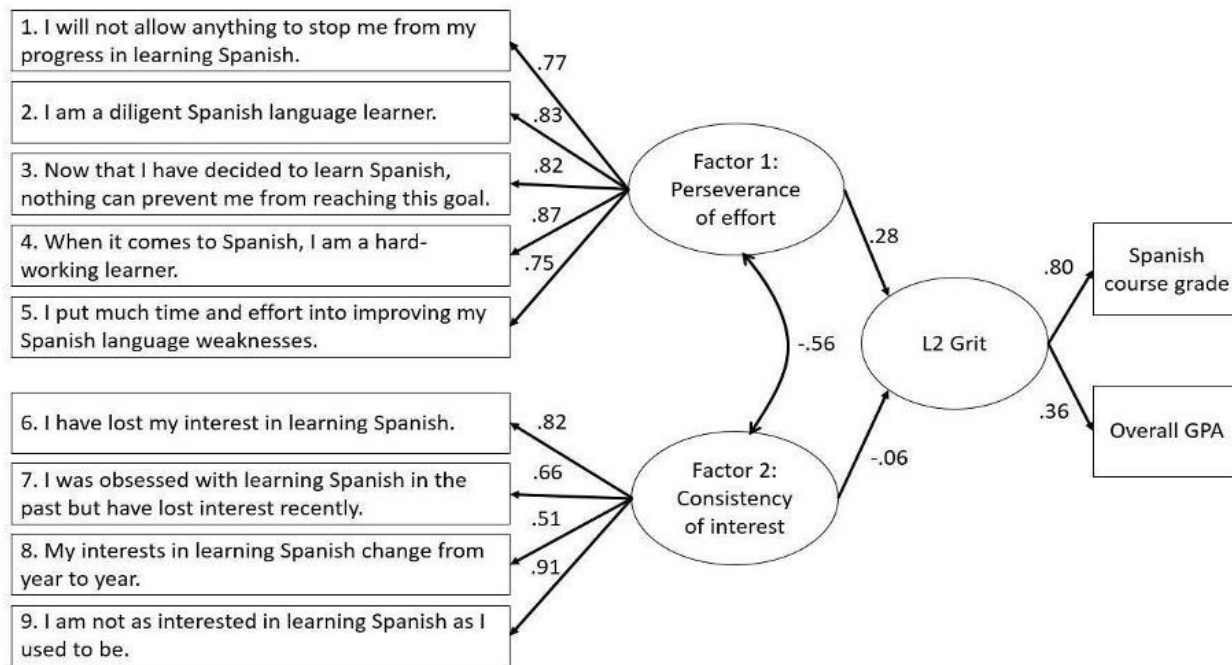 1. I will not allow anything to stop me from my
progress in learning Spanish.
.77
2. I am a diligent Spanish language learner.
.83
3. Now that I have decided to learn Spanish,
nothing can prevent me from reaching this goal.
.82
4. When it comes to Spanish, I am a hard-
working learner.
.87
5. I put much time and effort into improving my
Spanish language weaknesses.
.75
Factor 1:
Perseverance
of effort
.28
-.56
L2 Grit
.80
Spanish
course grade
.36
Overall GPA
6. I have lost my interest in learning Spanish.
.82
7. I was obsessed with learning Spanish in the
past but have lost interest recently.
.66
8. My interests in learning Spanish change from
year to year.
.51
9. I am not as interested in learning Spanish as I
used to be.
.91
Factor 2:
Consistency
of interest
-.06